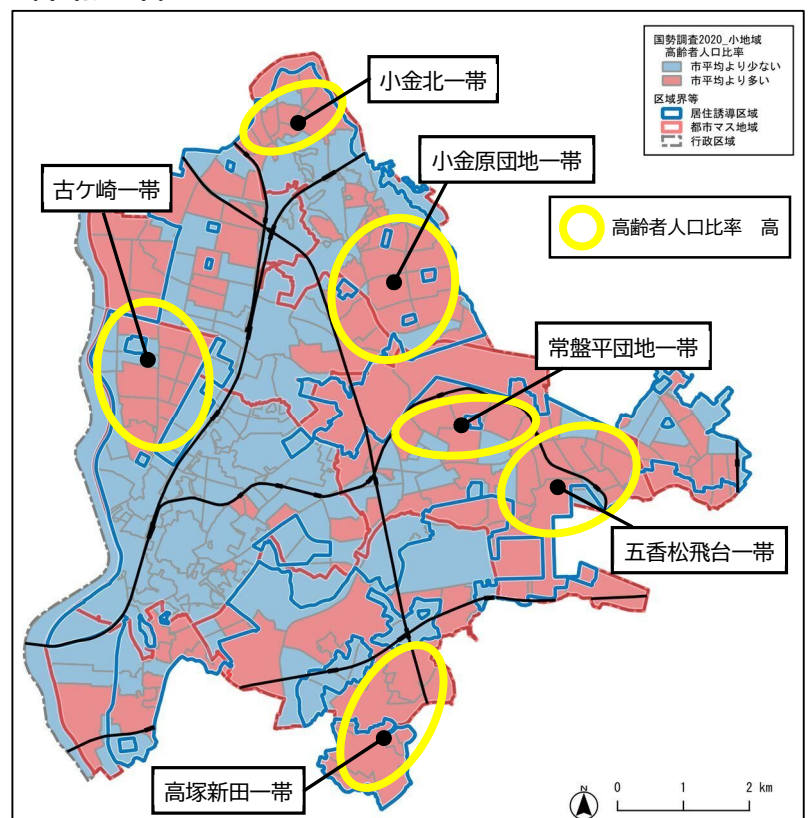 国勢調査2020_小地域
高齢者人口比率
市平均より少ない
市平均より多い
区域界等
居住誘導区域
都市マス地域
行政区域
小金北一帯
小金原団地一帯
古ケ崎一帯
高齢者人口比率 高
常盤平団地一帯
五香松飛台一帯
高塚新田一帯
N
0 1 2 km